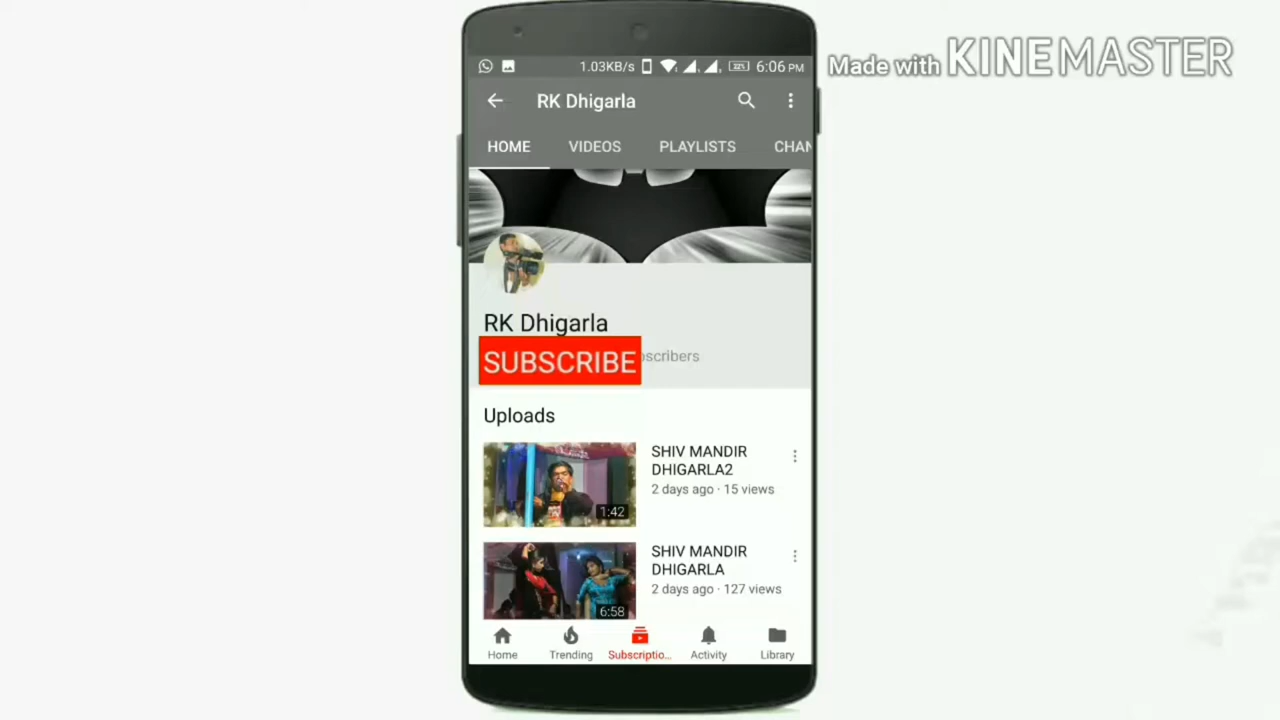 Made with KINEMASTER
1.03KB/s 6:06 PM
RK Dhigarla
HOME VIDEOS PLAYLISTS CHAN
RK Dhigarla
SUBSCRIBE scribers
Uploads
SHIV MANDIR
DHIGARLA2
2 days ago · 15 views
1:42
SHIV MANDIR
DHIGARLA
2 days ago · 127 views
6:58
Home Trending Subscriptio... Activity Library